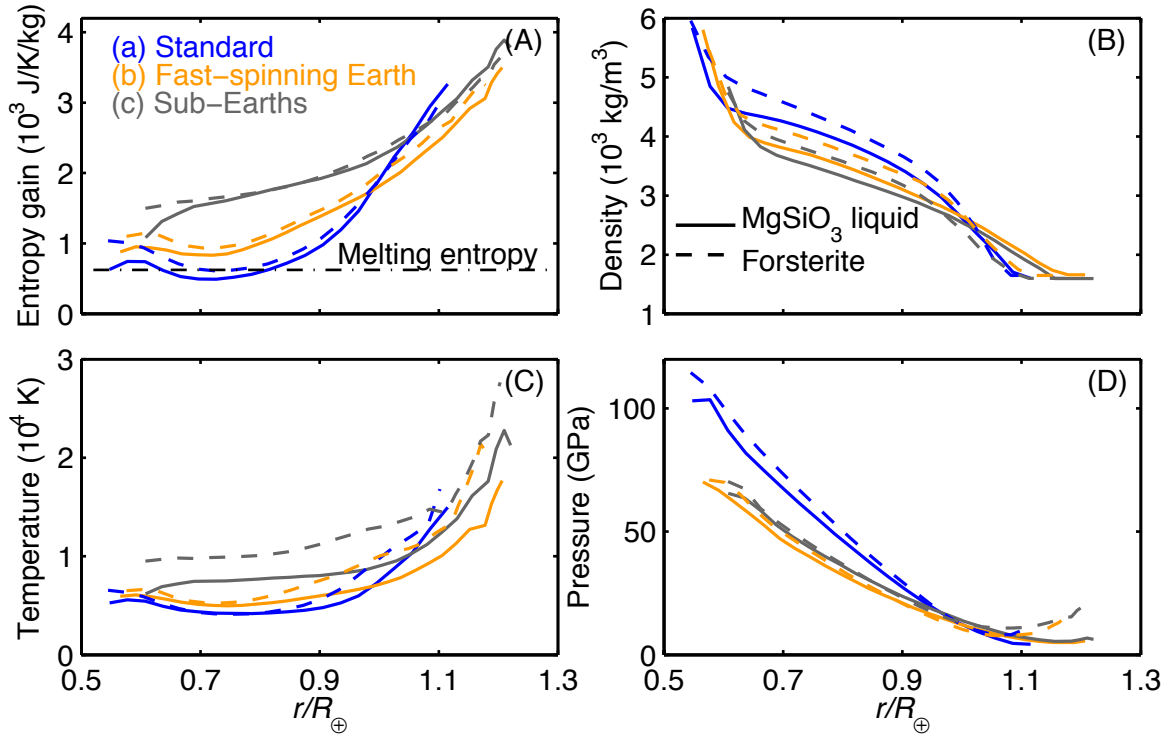 4
3
2
1
0
Entropy gain (10³ J/K/kg)
(A)
(a) Standard
(b) Fast−spinning Earth
(c) Sub−Earths
Melting entropy
6
5
4
3
2
1
Density (10³ kg/m³)
(B)
MgSiO₃ liquid
Forsterite
3
2
1
0
Temperature (10⁴ K)
(C)
0.5 0.7 0.9 1.1 1.3
r/R⊕
100
50
0
Pressure (GPa)
(D)
0.5 0.7 0.9 1.1 1.3
r/R⊕